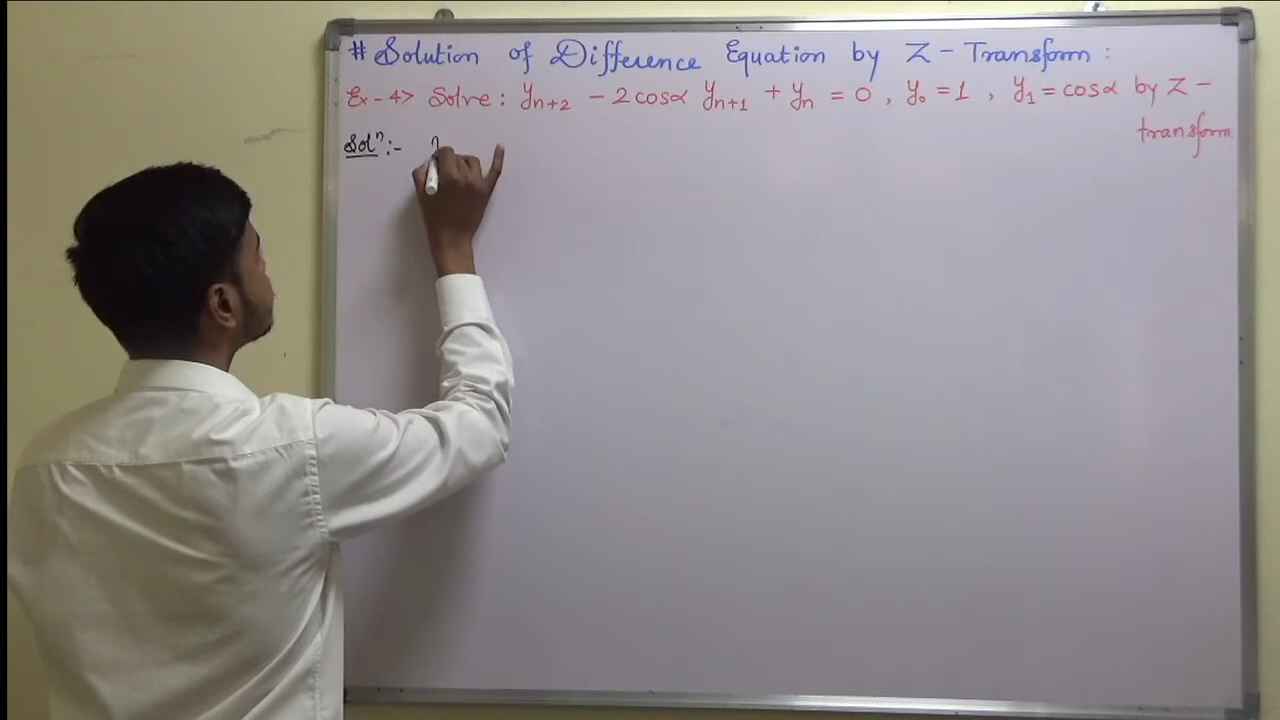 # Solution of Difference Equation by Z - Transform :
Ex - 4> Solve : yₙ₊₂ - 2cosα yₙ₊₁ + yₙ = 0 , y₀ = 1 , y₁ = cosα by Z -
transform
Solⁿ :-